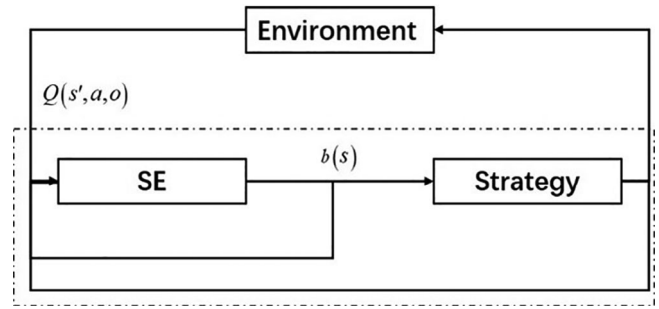 Environment
Q(s′,a,o)
b(s)
SE
Strategy